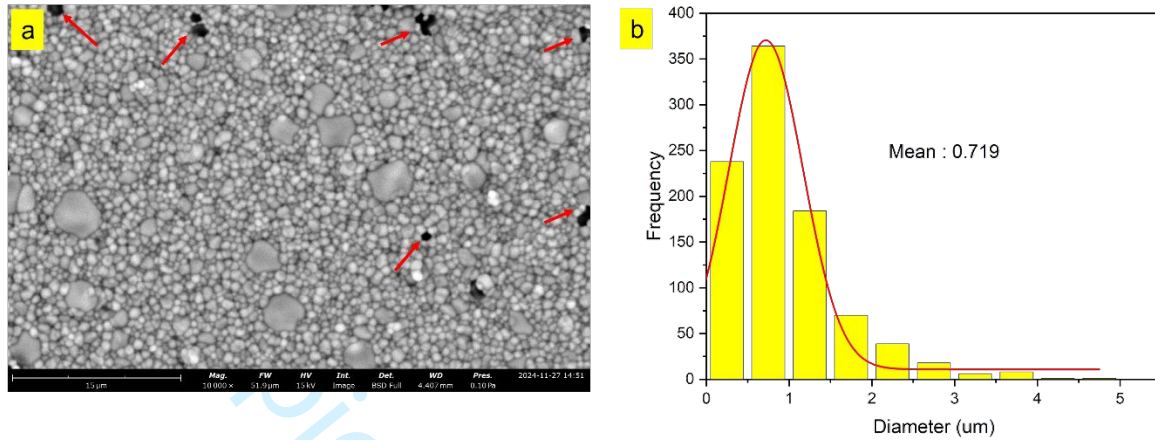 a
Mag. FW HV Int. Det. WD Pres. 2024-11-27 14:51
15 μm 10 000 × 51.9 μm 15 kV Image BSD Full 4.407 mm 0.10 Pa
b
400
350
300
250
200
150
100
50
0
Frequency
Mean : 0.719
0 1 2 3 4 5
Diameter (um)